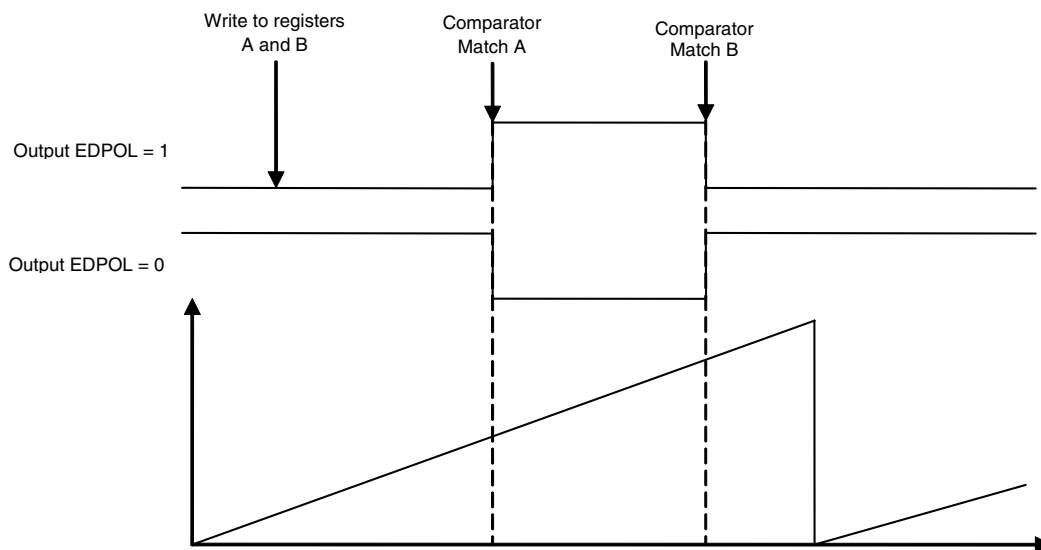 Write to registers
A and B
Comparator
Match A
Comparator
Match B
Output EDPOL = 1
Output EDPOL = 0